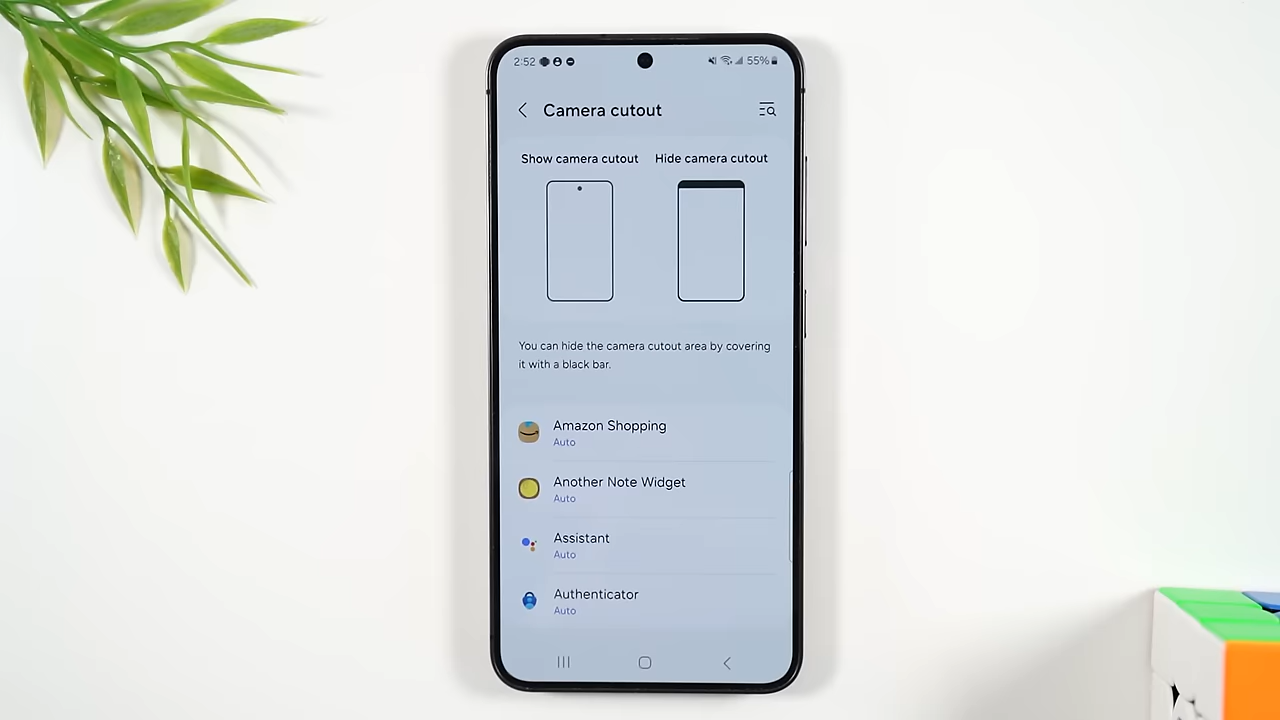 2:52 55%
Camera cutout
Show camera cutout Hide camera cutout
You can hide the camera cutout area by covering
it with a black bar.
Amazon Shopping
Auto
Another Note Widget
Auto
Assistant
Auto
Authenticator
Auto